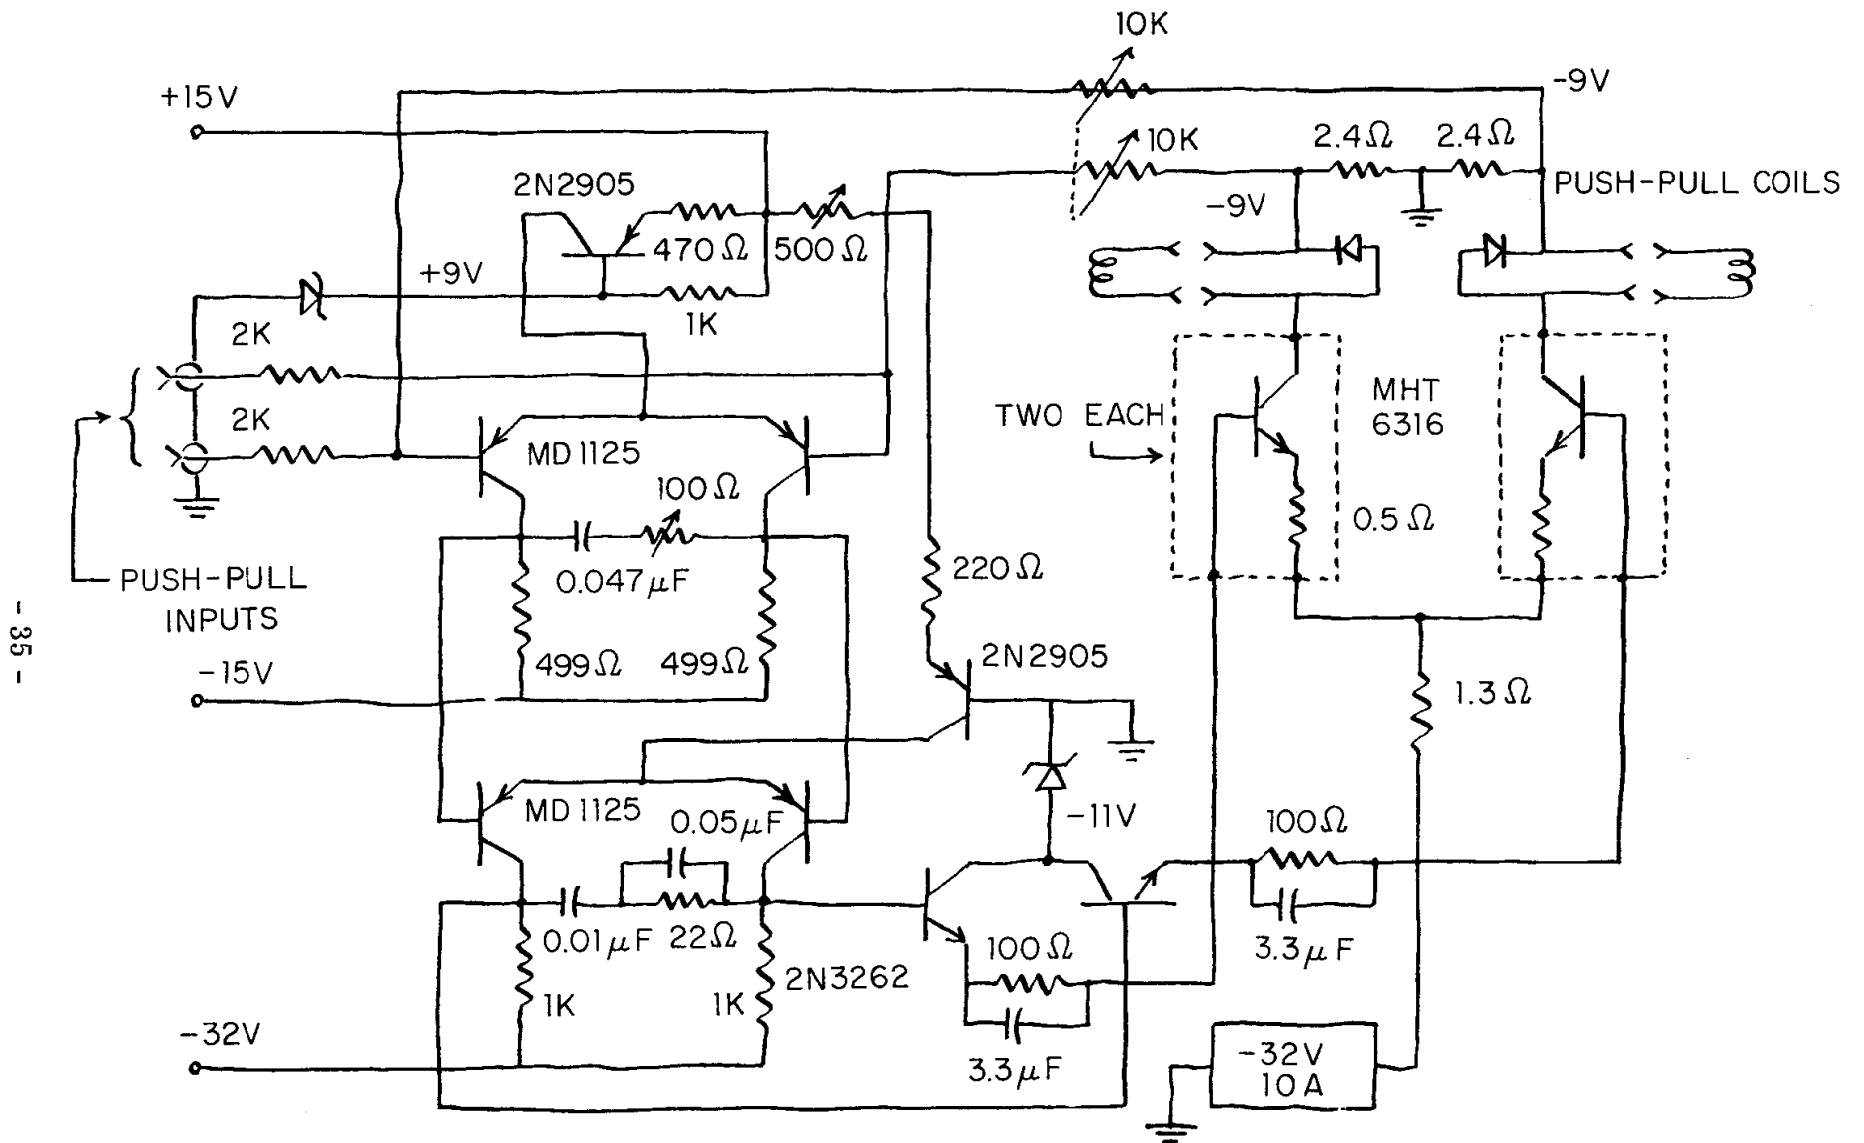 10K
-9V
+15V
10K
2.4Ω
2.4Ω
2N2905
PUSH-PULL COILS
-9V
470Ω
500Ω
+9V
2K
1K
MHT
6316
TWO EACH
2K
MD1125
100Ω
0.5Ω
0.047μF
220Ω
PUSH-PULL
INPUTS
- 35 -
-15V
499Ω
499Ω
2N2905
1.3Ω
MD1125
0.05μF
-11V
100Ω
0.01μF
22Ω
100Ω
3.3μF
1K
1K
2N3262
-32V
3.3μF
-32V
10A